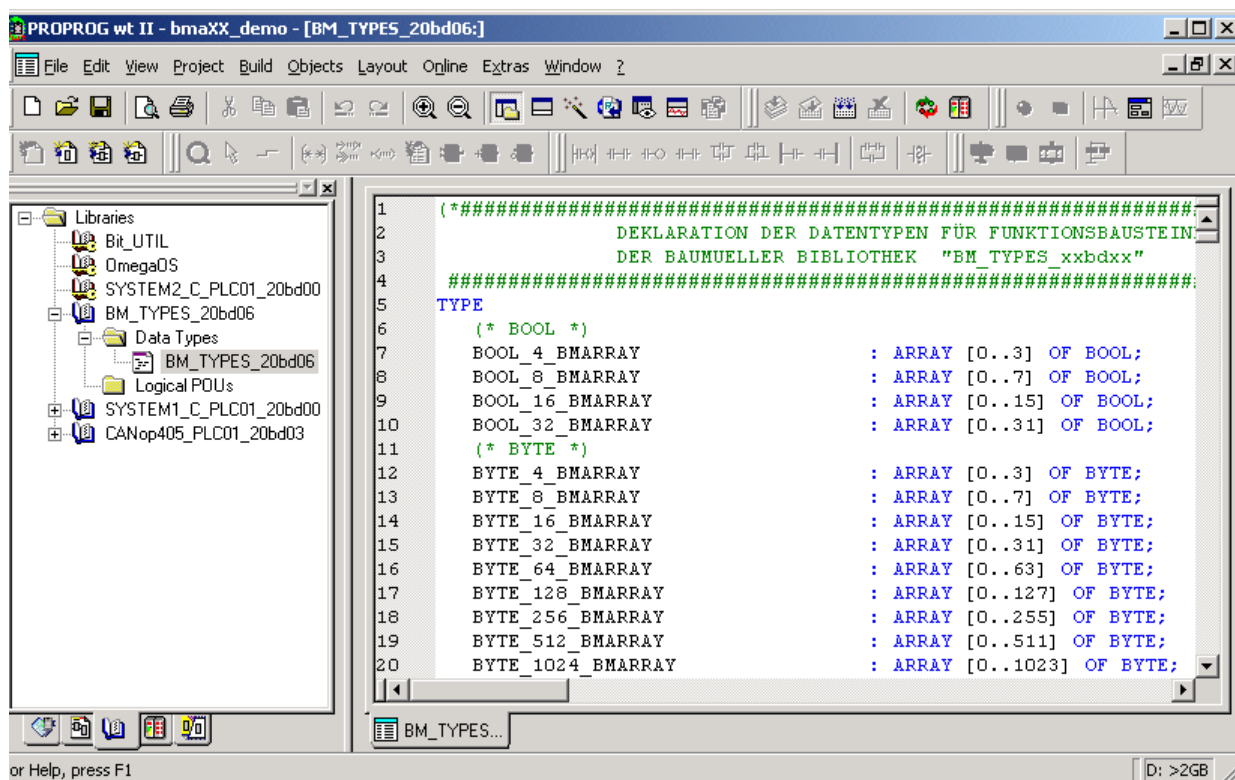 PROPROG wt II - bmaXX_demo - [BM_TYPES_20bd06:]
File Edit View Project Build Objects Layout Online Extras Window ?
Libraries
Bit_UTIL
OmegaOS
SYSTEM2_C_PLC01_20bd00
BM_TYPES_20bd06
Data Types
BM_TYPES_20bd06
Logical POUs
SYSTEM1_C_PLC01_20bd00
CANop405_PLC01_20bd03
1 (*##############################################################
2 DEKLARATION DER DATENTYPEN FÜR FUNKTIONSBAUSTEIN
3 DER BAUMUELLER BIBLIOTHEK "BM_TYPES_xxbdxx"
4 ##############################################################
5 TYPE
6 (* BOOL *)
7 BOOL_4_BMARRAY : ARRAY [0..3] OF BOOL;
8 BOOL_8_BMARRAY : ARRAY [0..7] OF BOOL;
9 BOOL_16_BMARRAY : ARRAY [0..15] OF BOOL;
10 BOOL_32_BMARRAY : ARRAY [0..31] OF BOOL;
11 (* BYTE *)
12 BYTE_4_BMARRAY : ARRAY [0..3] OF BYTE;
13 BYTE_8_BMARRAY : ARRAY [0..7] OF BYTE;
14 BYTE_16_BMARRAY : ARRAY [0..15] OF BYTE;
15 BYTE_32_BMARRAY : ARRAY [0..31] OF BYTE;
16 BYTE_64_BMARRAY : ARRAY [0..63] OF BYTE;
17 BYTE_128_BMARRAY : ARRAY [0..127] OF BYTE;
18 BYTE_256_BMARRAY : ARRAY [0..255] OF BYTE;
19 BYTE_512_BMARRAY : ARRAY [0..511] OF BYTE;
20 BYTE_1024_BMARRAY : ARRAY [0..1023] OF BYTE;
BM_TYPES...
or Help, press F1
D: >2GB